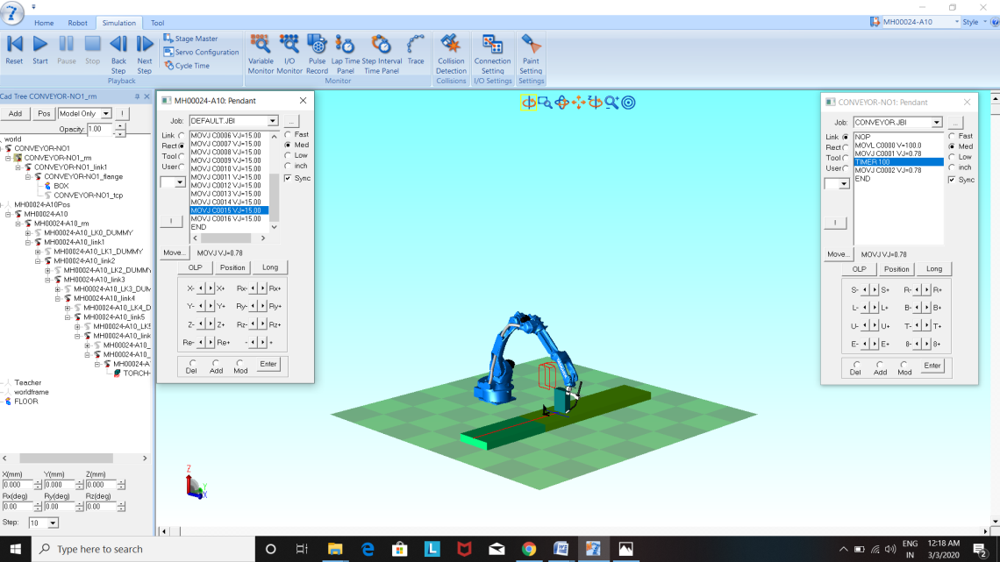 Home Robot Simulation Tool
MH00024-A10 Style
Reset Start Pause Stop Back Step Next Step
Playback
Stage Master
Servo Configuration
Cycle Time
Variable Monitor I/O Monitor Pulse Record Lap Time Panel Step Interval Time Panel Trace
Monitor
Collision Detection
Collisions
Connection Setting
I/O Settings
Paint Setting
Settings
Cad Tree CONVEYOR-NO1_rm
Add Pos Model Only !
Opacity: 1.00
world
CONVEYOR-NO1
CONVEYOR-NO1_rm
CONVEYOR-NO1_link1
CONVEYOR-NO1_flange
BOX
CONVEYOR-NO1_tcp
MH00024-A10Pos
MH00024-A10
MH00024-A10_rm
MH00024-A10_LK0_DUMMY
MH00024-A10_link1
MH00024-A10_LK1_DUMMY
MH00024-A10_link2
MH00024-A10_LK2_DUMMY
MH00024-A10_link3
MH00024-A10_LK3_DUM
MH00024-A10_link4
MH00024-A10_LK4_D
MH00024-A10_link5
MH00024-A10_LK5
MH00024-A10_link
MH00024-A10_
MH00024-A10_
MH00024-A
TORCH-
Teacher
worldframe
FLOOR
X(mm) Y(mm) Z(mm)
0.000 0.000 0.000
Rx(deg) Ry(deg) Rz(deg)
0.00 0.00 0.00
Step: 10
MH00024-A10: Pendant
Job: DEFAULT.JBI ...
Link
Rect
Tool
User
!
MOVJ C0006 VJ=15.00
MOVJ C0007 VJ=15.00
MOVJ C0008 VJ=15.00
MOVJ C0009 VJ=15.00
MOVJ C0010 VJ=15.00
MOVJ C0011 VJ=15.00
MOVJ C0012 VJ=15.00
MOVJ C0013 VJ=15.00
MOVJ C0014 VJ=15.00
MOVJ C0015 VJ=15.00
MOVJ C0016 VJ=15.00
END
Fast
Med
Low
inch
Sync
Move... MOVJ VJ=0.78
OLP Position Long
X- X+ Rx- Rx+
Y- Y+ Ry- Ry+
Z- Z+ Rz- Rz+
Re- Re+ - +
Del Add Mod Enter
CONVEYOR-NO1: Pendant
Job: CONVEYOR.JBI ...
Link
Rect
Tool
User
!
NOP
MOVL C0000 V=100.0
MOVJ C0001 VJ=0.78
TIMER 100
MOVJ C0002 VJ=0.78
END
Fast
Med
Low
inch
Sync
Move... MOVJ VJ=0.78
OLP Position Long
S- S+ R- R+
L- L+ B- B+
U- U+ T- T+
E- E+ 8- 8+
Del Add Mod Enter
Z
Y
X
Type here to search
ENG 12:18 AM
IN 3/3/2020
2